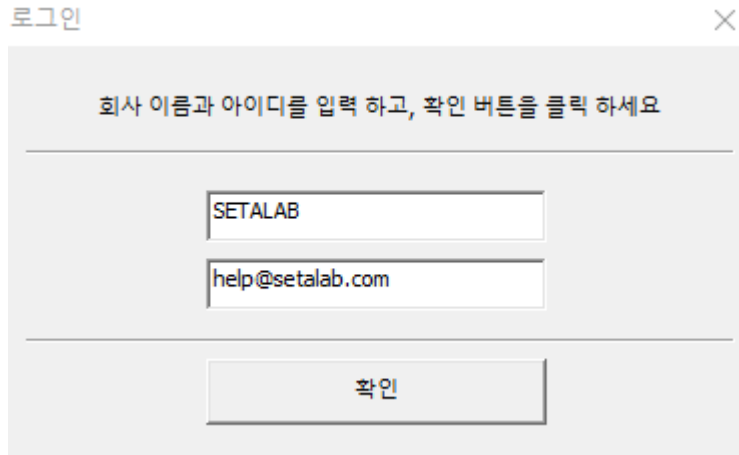 로그인
회사 이름과 아이디를 입력 하고, 확인 버튼을 클릭 하세요
SETALAB
help@setalab.com
확인